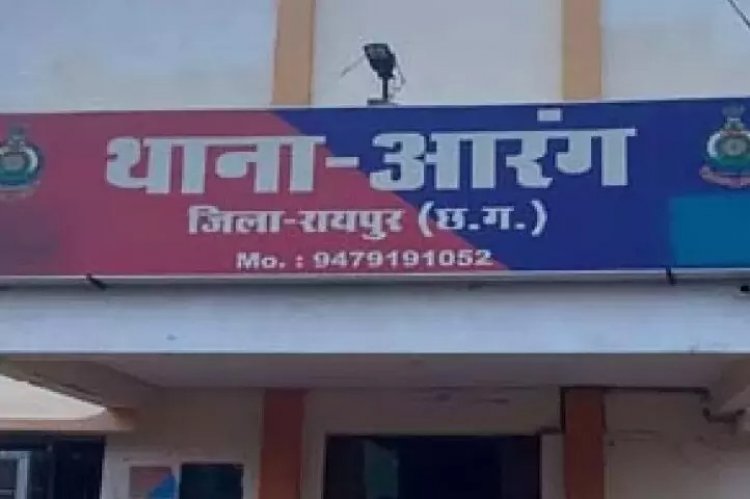 थाना-आरंग
जिला-रायपुर (छ.ग.)
Mo. : 9479191052